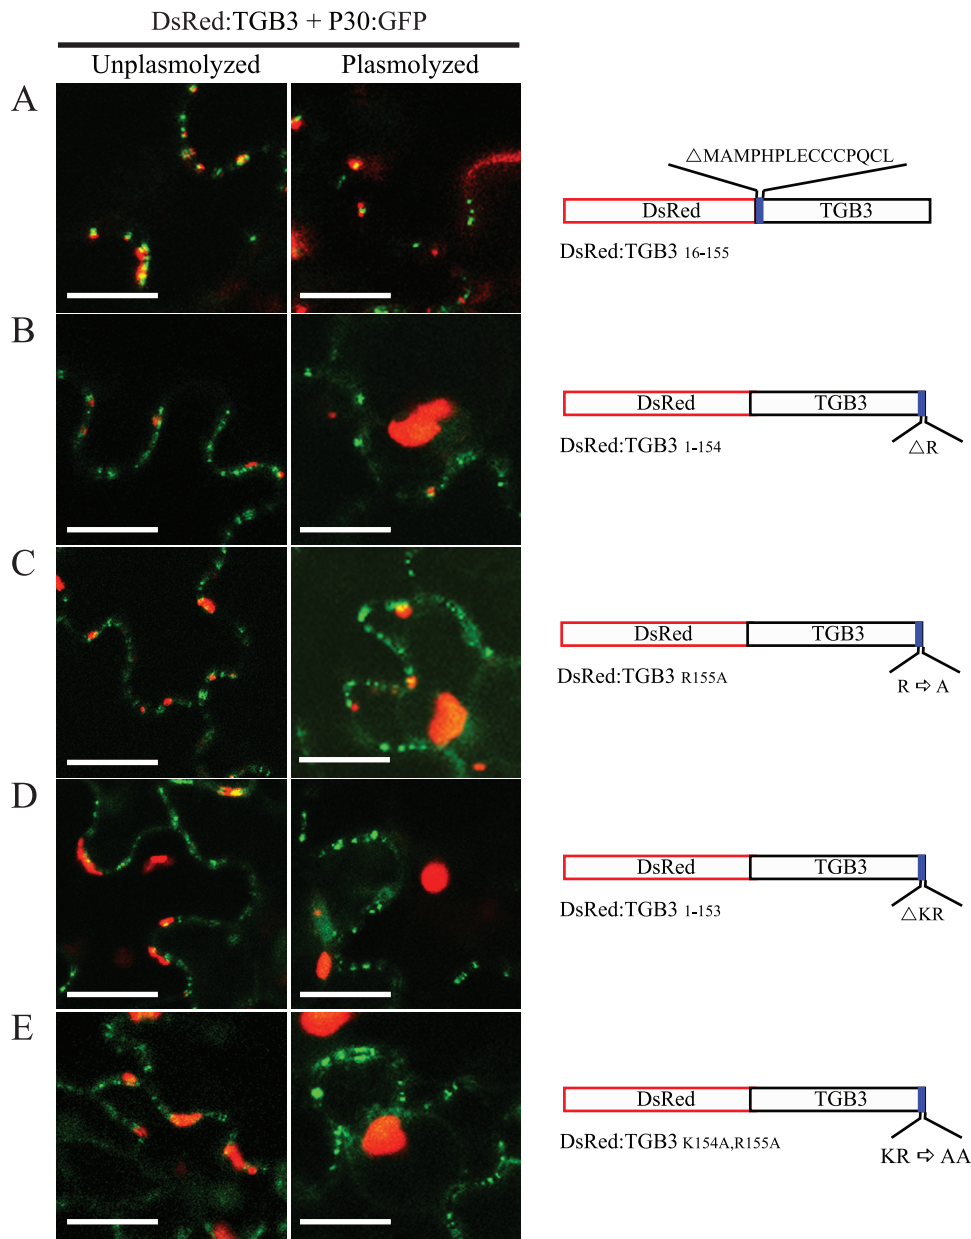 DsRed:TGB3 + P30:GFP
Unplasmolyzed Plasmolyzed
A
△MAMPHPLECCCPQCL
DsRed TGB3
DsRed:TGB3 16-155
B
DsRed TGB3
DsRed:TGB3 1-154
△R
C
DsRed TGB3
DsRed:TGB3 R155A
R ⇨ A
D
DsRed TGB3
DsRed:TGB3 1-153
△KR
E
DsRed TGB3
DsRed:TGB3 K154A,R155A
KR ⇨ AA